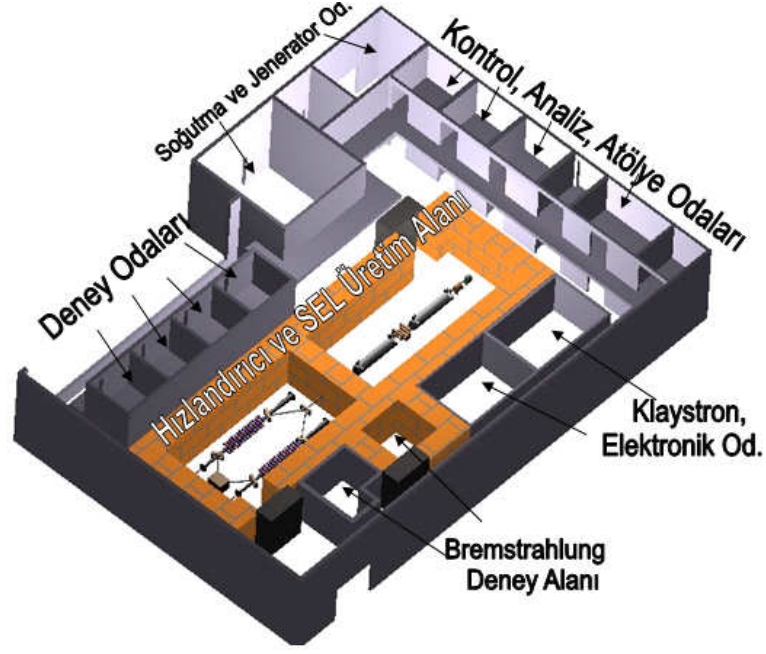 Soğutma ve Jenerator Od.
Kontrol, Analiz, Atölye Odaları
Deney Odaları
Hızlandırıcı ve SEL Üretim Alanı
Klaystron,
Elektronik Od.
Bremstrahlung
Deney Alanı